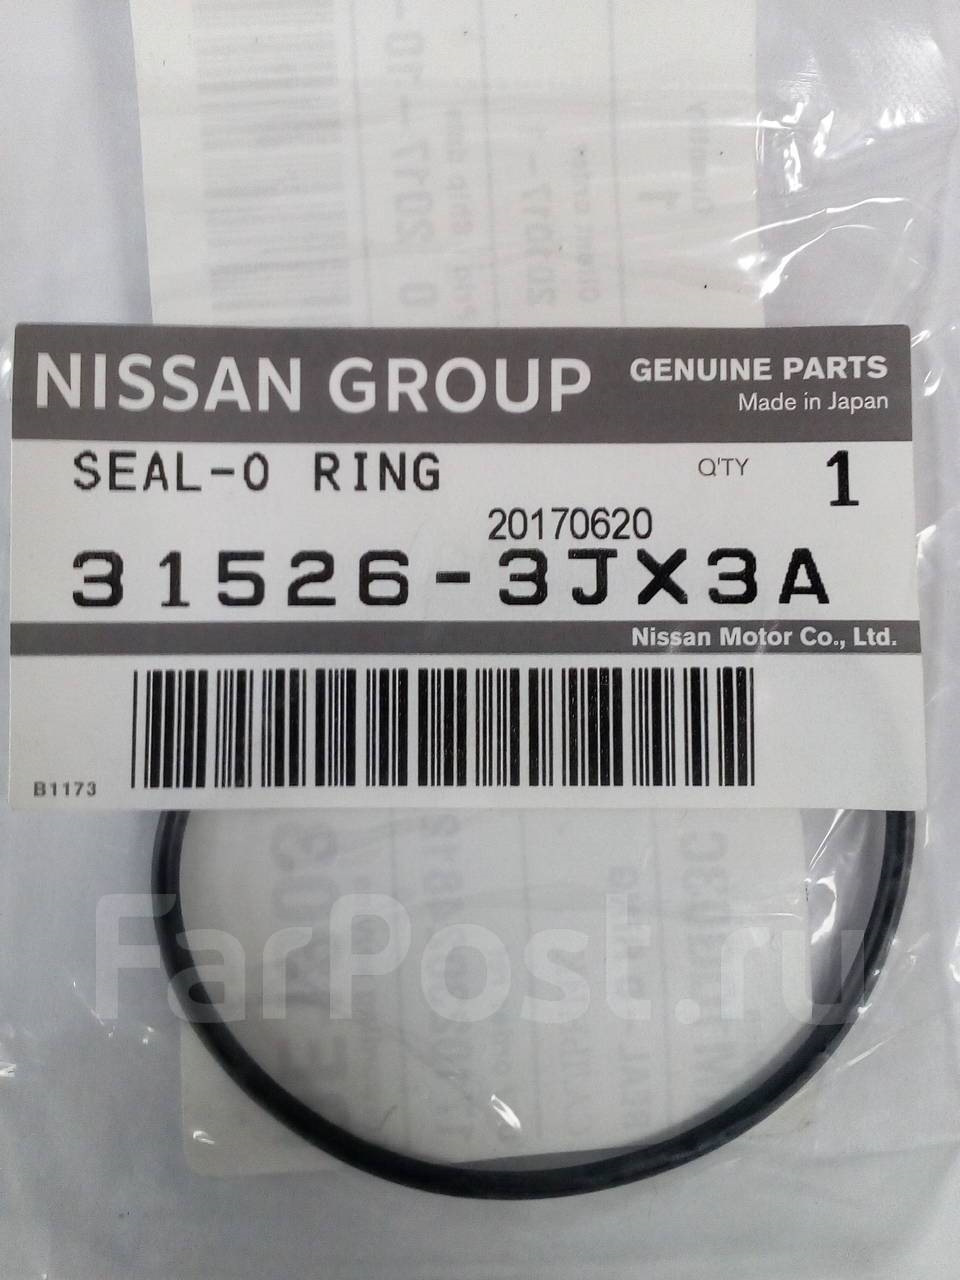 NISSAN GROUP
GENUINE PARTS
Made in Japan
SEAL-O RING
Q'TY 1
20170620
31526-3JX3A
Nissan Motor Co., Ltd.
B1173
FarPost.ru